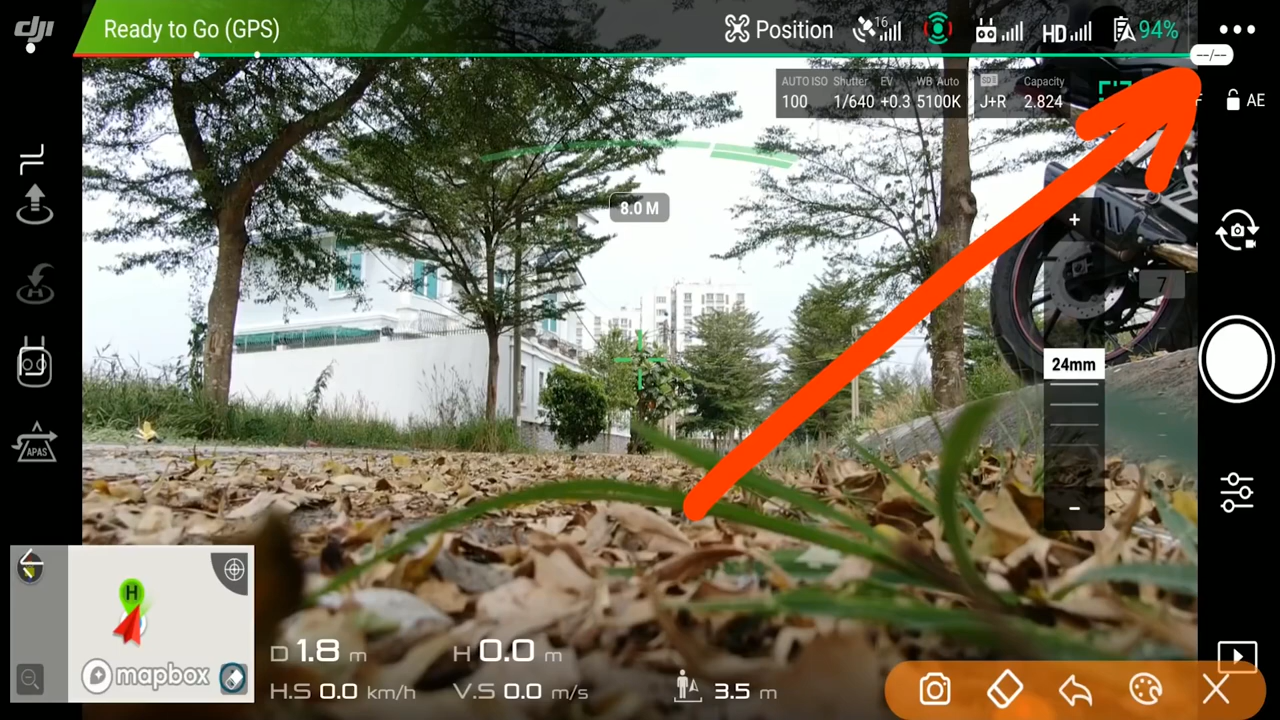 dji
Ready to Go (GPS)
Position
16
HD
94%
--/--
AUTO ISO Shutter EV WB Auto
100 1/640 +0.3 5100K
SD
Capacity
J+R 2.824
F
AE
8.0 M
+
7
24mm
-
APAS
H
mapbox
D 1.8 m
H 0.0 m
H.S 0.0 km/h
V.S 0.0 m/s
3.5 m